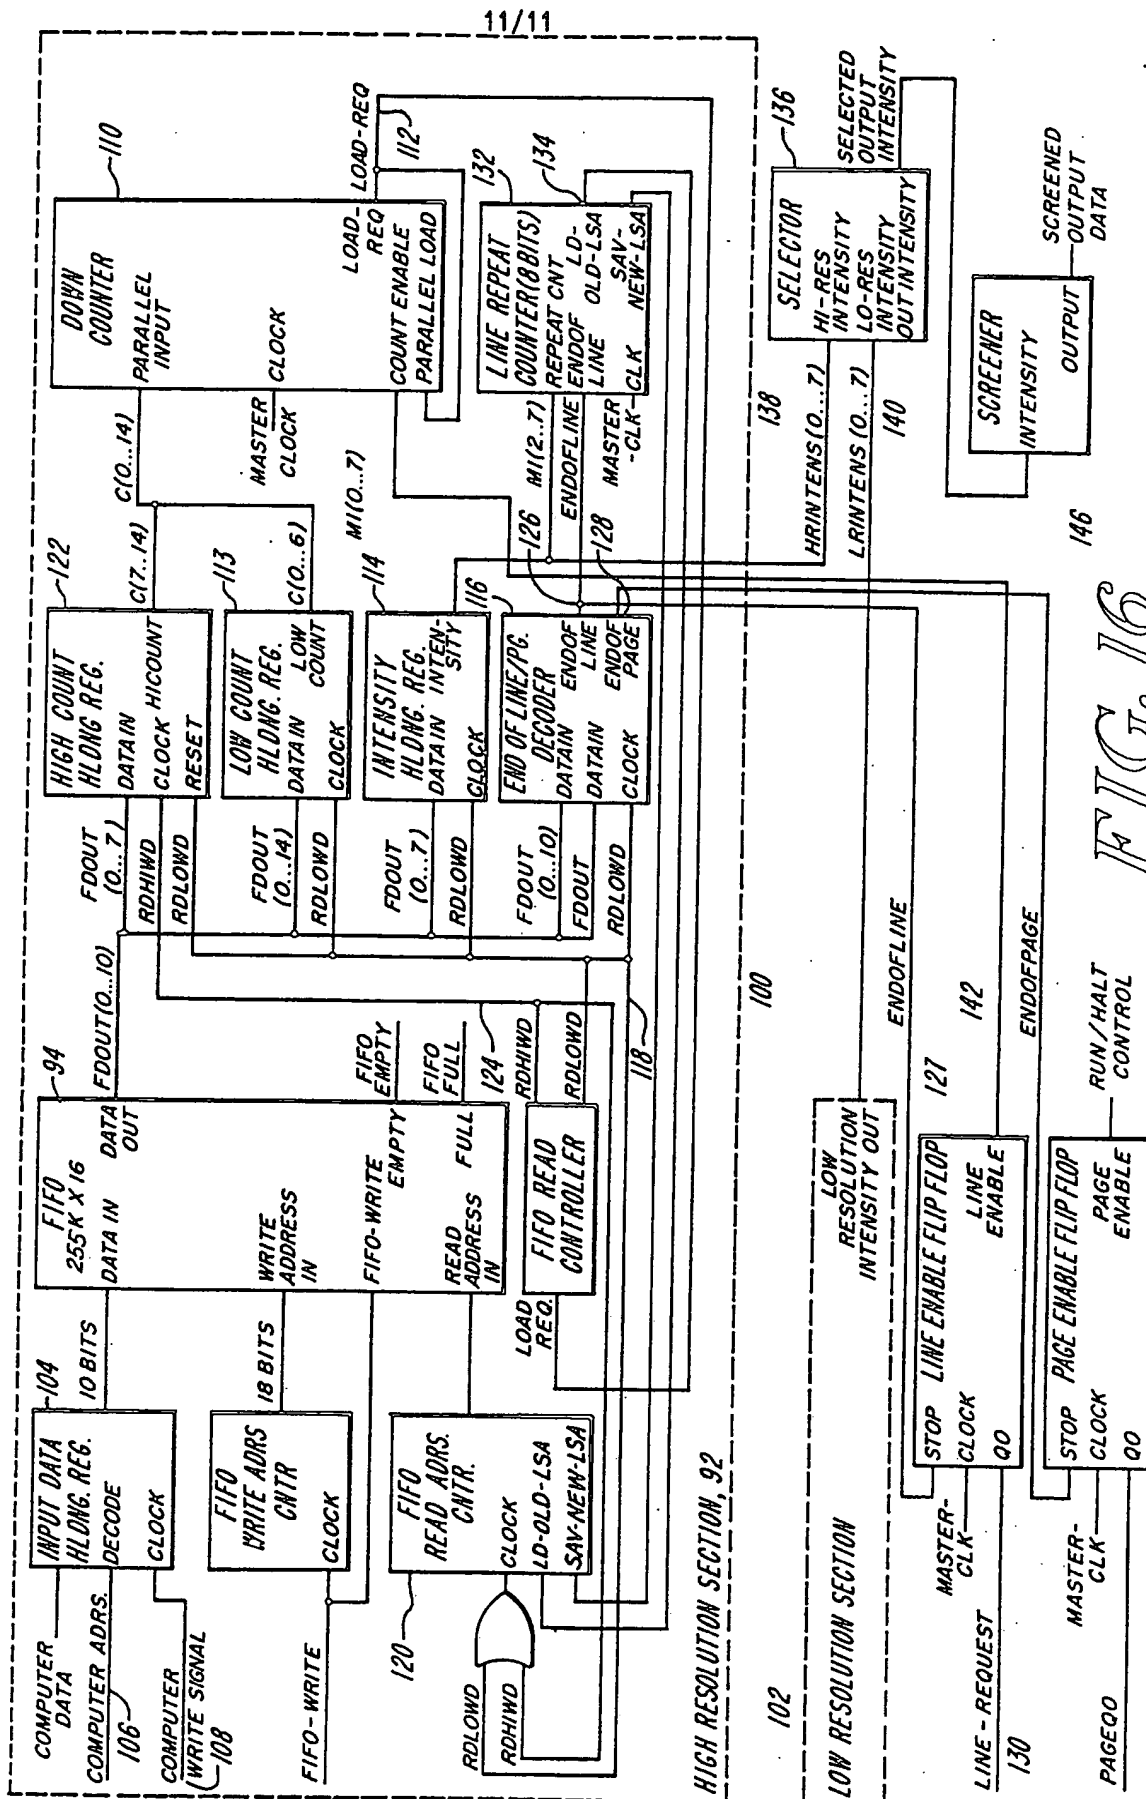 11/11
COMPUTER
DATA
COMPUTER ADRS.
106
COMPUTER
WRITE SIGNAL
108
INPUT DATA
HLDNG. REG.
DECODE
CLOCK
104
10 BITS
FIFO
WRITE ADRS
CNTR
CLOCK
FIFO-WRITE
18 BITS
FIFO
READ ADRS.
CNTR.
CLOCK
LD-OLD-LSA
SAV-NEW-LSA
120
RDLOWD
RDHIWD
FIFO
255K X 16
DATA IN
DATA
OUT
WRITE
ADDRESS
IN
FIFO-WRITE
EMPTY
READ
ADDRESS
IN
FULL
94
FDOUT(0...10)
FIFO
EMPTY
FIFO
FULL
124
LOAD
REQ.
FIFO READ
CONTROLLER
RDHIWD
RDLOWD
118
FDOUT
(0...7)
RDHIWD
RDLOWD
HIGH COUNT
HLDNG REG.
DATAIN
CLOCK HICOUNT
RESET
122
C(7...14)
FDOUT
(0...14)
RDLOWD
LOW COUNT
HLDNG. REG.
DATAIN LOW
COUNT
CLOCK
113
C(0...6)
FDOUT
(0...7)
RDLOWD
INTENSITY
HLDNG. REG.
DATAIN INTEN-
SITY
CLOCK
114
MI(0...7)
FDOUT
(0...10)
FDOUT
RDLOWD
END OF LINE/PG.
DECODER
DATAIN ENDOF
LINE
DATAIN
ENDOF
PAGE
CLOCK
116
126
128
C(0...14)
MASTER
CLOCK
DOWN
COUNTER
PARALLEL
INPUT
CLOCK
LOAD-
REQ
COUNT ENABLE
PARALLEL LOAD
110
LOAD-REQ
112
MI(2...7)
ENDOFLINE
MASTER
-CLK
LINE REPEAT
COUNTER(8BITS)
REPEAT CNT
ENDOF LD-
LINE OLD-LSA
SAV-
CLK NEW-LSA
132
134
HIGH RESOLUTION SECTION, 92
100
138
HRINTENS(0...7)
LRINTENS(0...7)
140
SELECTOR
HI-RES
INTENSITY
LO-RES
INTENSITY
OUT INTENSITY
136
SELECTED
OUTPUT
INTENSITY
102
LOW RESOLUTION SECTION
LOW
RESOLUTION
INTENSITY OUT
SCREENER
INTENSITY
OUTPUT
SCREENED
OUTPUT
DATA
146
ENDOFLINE
127
142
MASTER-
CLK
LINE-REQUEST
130
STOP LINE ENABLE FLIP FLOP
CLOCK
LINE
ENABLE
QO
ENDOFPAGE
MASTER-
CLK
PAGEQO
STOP PAGE ENABLE FLIP FLOP
CLOCK
PAGE
ENABLE
QO
RUN/HALT
CONTROL
FIG. 16